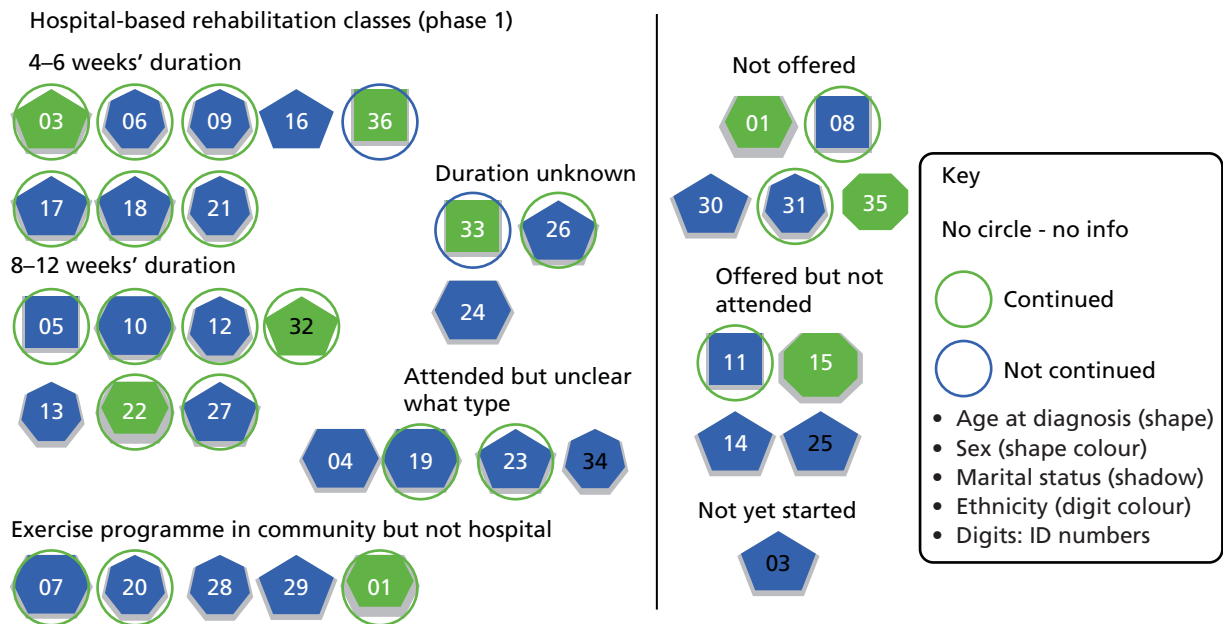 Hospital-based rehabilitation classes (phase 1)
4–6 weeks’ duration
03 06 09 16 36
17 18 21
8–12 weeks’ duration
05 10 12 32
13 22 27
Duration unknown
33 26
24
Attended but unclear
what type
04 19 23 34
Exercise programme in community but not hospital
07 20 28 29 01
Not offered
01 08
30 31 35
Offered but not
attended
11 15
14 25
Not yet started
03
Key
No circle - no info
Continued
Not continued
• Age at diagnosis (shape)
• Sex (shape colour)
• Marital status (shadow)
• Ethnicity (digit colour)
• Digits: ID numbers